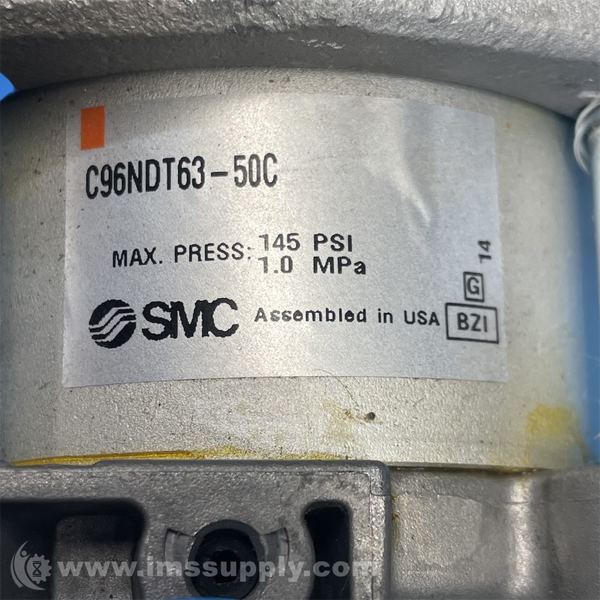 C96NDT63-50C
MAX. PRESS: 145 PSI
1.0 MPa
SMC Assembled in USA
G 14
BZI
www.imssupply.com